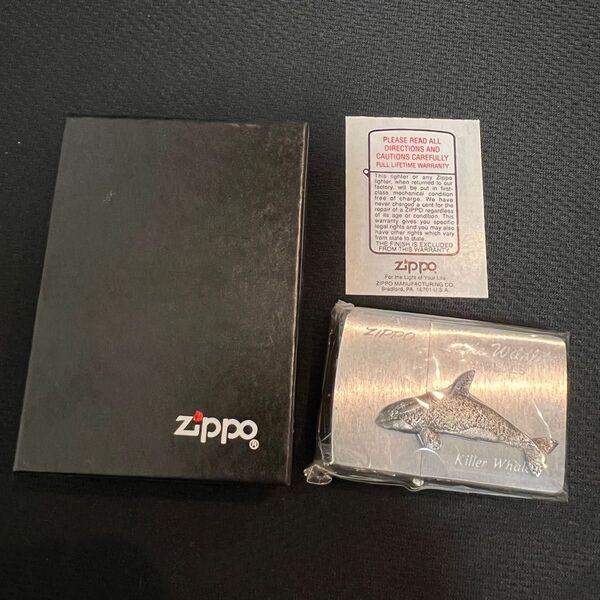 zippo®
PLEASE READ ALL
DIRECTIONS AND
CAUTIONS CAREFULLY
FULL LIFETIME WARRANTY
This lighter or any Zippo
lighter, when returned to our
factory, will be put in first-
class mechanical condition
free of charge. We have
never charged a cent for the
repair of a ZIPPO regardless
of its age or condition. This
warranty gives you specific
legal rights and you may also
have other rights which vary
from state to state.
THE FINISH IS EXCLUDED
FROM THIS WARRANTY.
zippo
For the Light of Your Life
ZIPPO MANUFACTURING CO.
Bradford, PA. 16701 U.S.A.
ZIPPO
Killer Whale